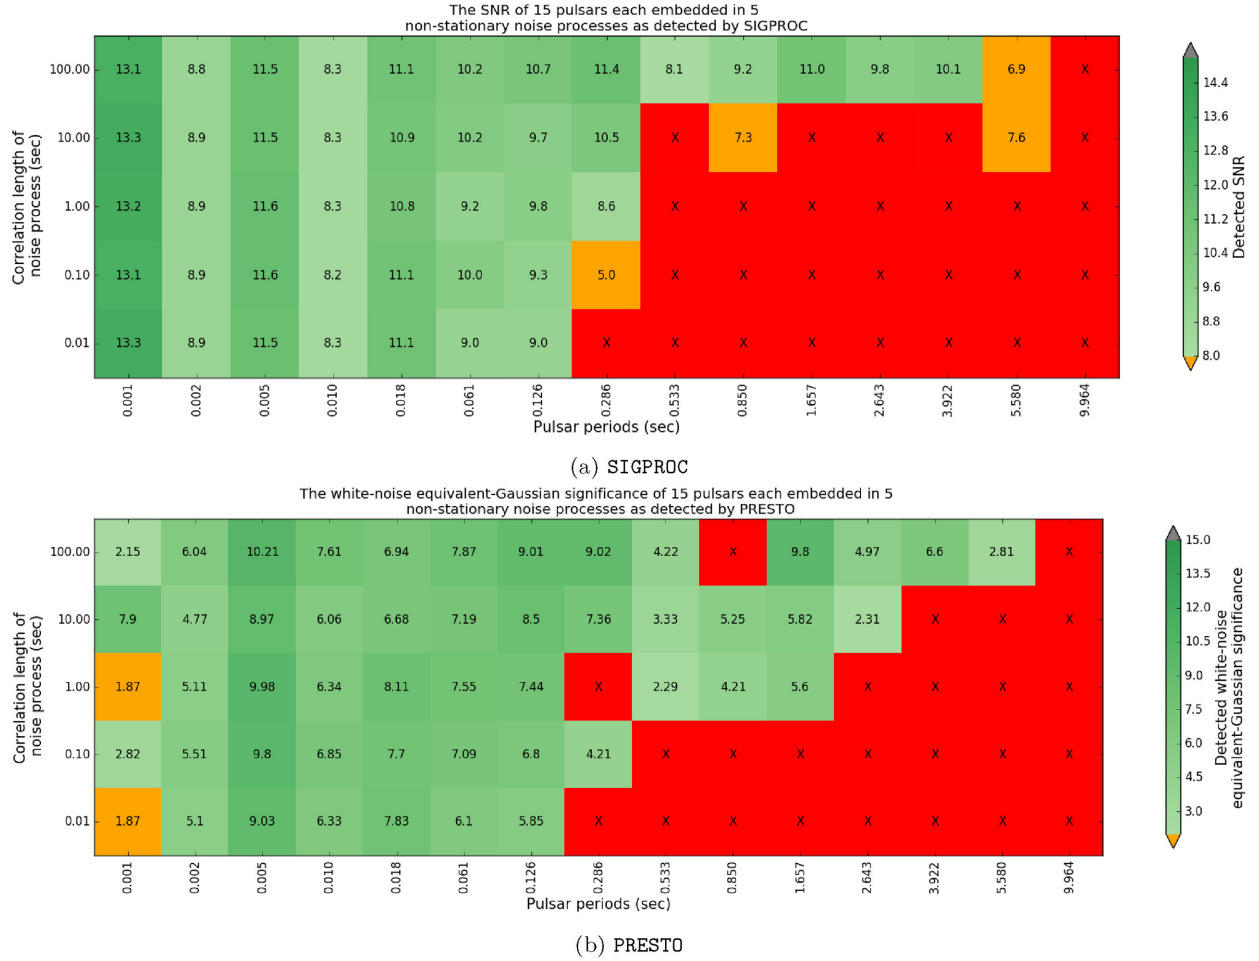 The SNR of 15 pulsars each embedded in 5
non-stationary noise processes as detected by SIGPROC
Correlation length of
noise process (sec)
100.00 13.1 8.8 11.5 8.3 11.1 10.2 10.7 11.4 8.1 9.2 11.0 9.8 10.1 6.9 X
10.00 13.3 8.9 11.5 8.3 10.9 10.2 9.7 10.5 X 7.3 X X X 7.6 X
1.00 13.2 8.9 11.6 8.3 10.8 9.2 9.8 8.6 X X X X X X X
0.10 13.1 8.9 11.6 8.2 11.1 10.0 9.3 5.0 X X X X X X X
0.01 13.3 8.9 11.5 8.3 11.1 9.0 9.0 X X X X X X X X
0.001 0.002 0.005 0.010 0.018 0.061 0.126 0.286 0.533 0.850 1.657 2.643 3.922 5.580 9.964
Pulsar periods (sec)
14.4
13.6
12.8
12.0
11.2
10.4
9.6
8.8
8.0
Detected SNR
(a) SIGPROC
The white-noise equivalent-Gaussian significance of 15 pulsars each embedded in 5
non-stationary noise processes as detected by PRESTO
Correlation length of
noise process (sec)
100.00 2.15 6.04 10.21 7.61 6.94 7.87 9.01 9.02 4.22 X 9.8 4.97 6.6 2.81 X
10.00 7.9 4.77 8.97 6.06 6.68 7.19 8.5 7.36 3.33 5.25 5.82 2.31 X X X
1.00 1.87 5.11 9.98 6.34 8.11 7.55 7.44 X 2.29 4.21 5.6 X X X X
0.10 2.82 5.51 9.8 6.85 7.7 7.09 6.8 4.21 X X X X X X X
0.01 1.87 5.1 9.03 6.33 7.83 6.1 5.85 X X X X X X X X
0.001 0.002 0.005 0.010 0.018 0.061 0.126 0.286 0.533 0.850 1.657 2.643 3.922 5.580 9.964
Pulsar periods (sec)
15.0
13.5
12.0
10.5
9.0
7.5
6.0
4.5
3.0
Detected white-noise
equivalent-Guassian significance
(b) PRESTO